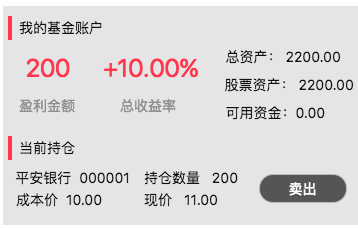 我的基金账户
200 +10.00%
盈利金额 总收益率
总资产： 2200.00
股票资产： 2200.00
可用资金：0.00
当前持仓
平安银行 000001 持仓数量 200
成本价 10.00 现价 11.00
卖出